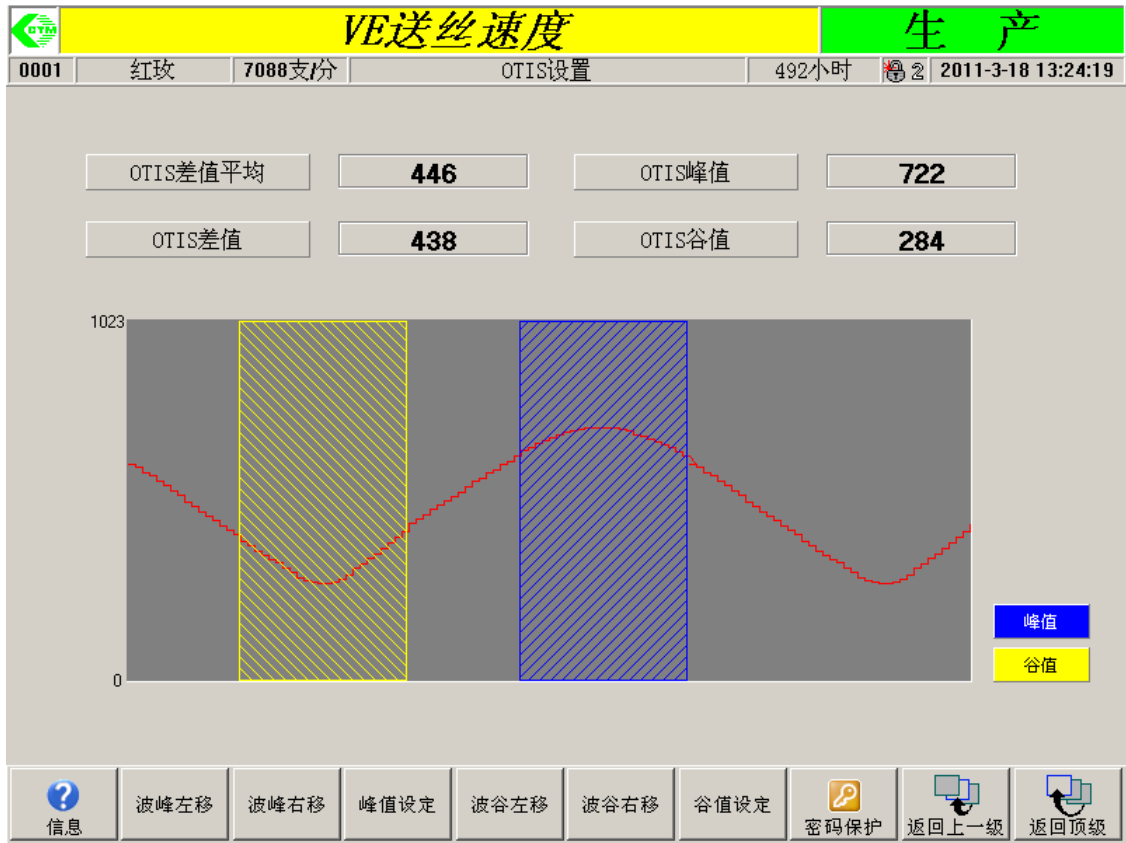 OTM VE送丝速度 生 产
0001 红玫 7088支/分 OTIS设置 492小时 2 2011-3-18 13:24:19
OTIS差值平均 446 OTIS峰值 722
OTIS差值 438 OTIS谷值 284
1023
峰值
谷值
0
信息 波峰左移 波峰右移 峰值设定 波谷左移 波谷右移 谷值设定 密码保护 返回上一级 返回顶级